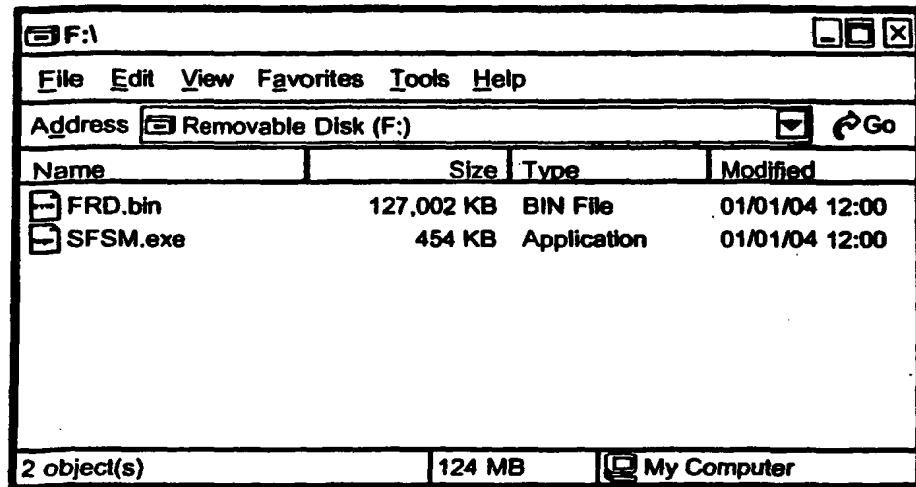 F:\
File Edit View Favorites Tools Help
Address Removable Disk (F:) Go
Name Size Type Modified
FRD.bin 127,002 KB BIN File 01/01/04 12:00
SFSM.exe 454 KB Application 01/01/04 12:00
2 object(s) 124 MB My Computer